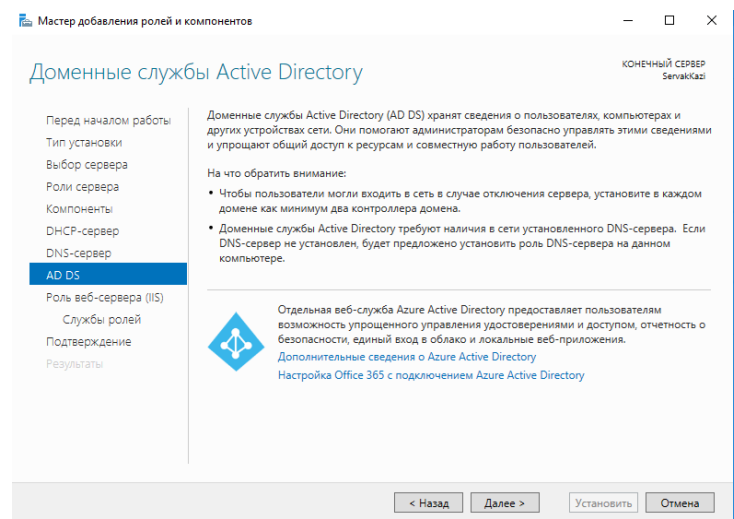 Мастер добавления ролей и компонентов
Доменные службы Active Directory
КОНЕЧНЫЙ СЕРВЕР
ServakKazi
Перед началом работы
Тип установки
Выбор сервера
Роли сервера
Компоненты
DHCP-сервер
DNS-сервер
AD DS
Роль веб-сервера (IIS)
Службы ролей
Подтверждение
Результаты
Доменные службы Active Directory (AD DS) хранят сведения о пользователях, компьютерах и
других устройствах сети. Они помогают администраторам безопасно управлять этими сведениями
и упрощают общий доступ к ресурсам и совместную работу пользователей.
На что обратить внимание:
• Чтобы пользователи могли входить в сеть в случае отключения сервера, установите в каждом
домене как минимум два контроллера домена.
• Доменные службы Active Directory требуют наличия в сети установленного DNS-сервера. Если
DNS-сервер не установлен, будет предложено установить роль DNS-сервера на данном
компьютере.
Отдельная веб-служба Azure Active Directory предоставляет пользователям
возможность упрощенного управления удостоверениями и доступом, отчетность о
безопасности, единый вход в облако и локальные веб-приложения.
Дополнительные сведения о Azure Active Directory
Настройка Office 365 с подключением Azure Active Directory
< Назад
Далее >
Установить
Отмена